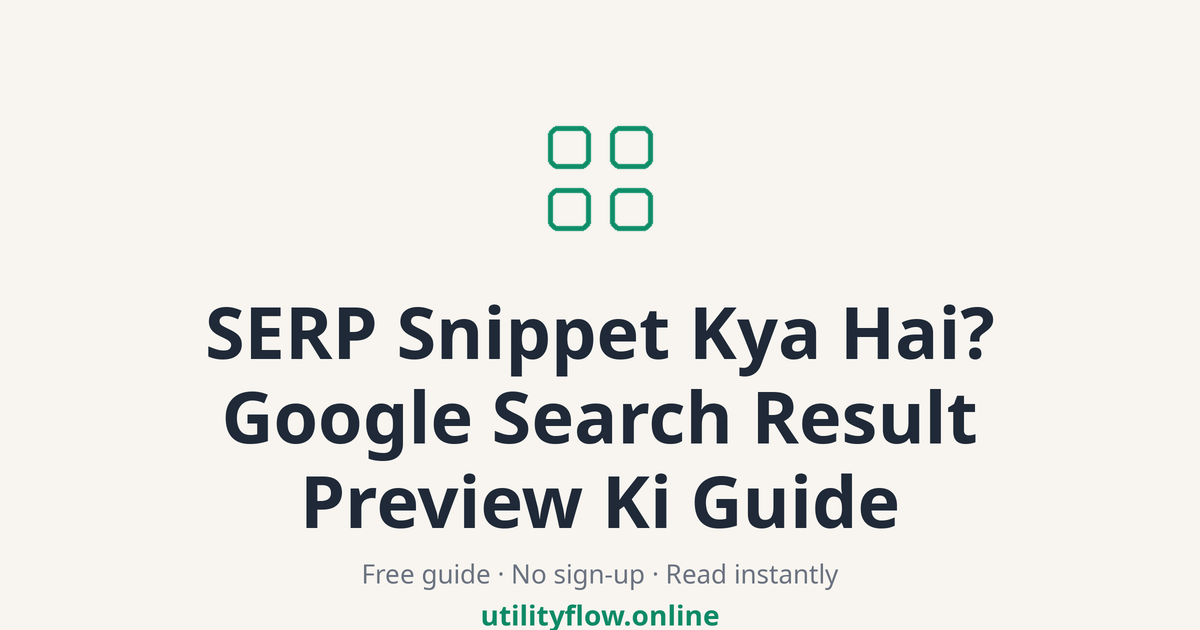 SERP Snippet Kya Hai?
Google Search Result
Preview Ki Guide
Free guide · No sign-up · Read instantly
utilityflow.online